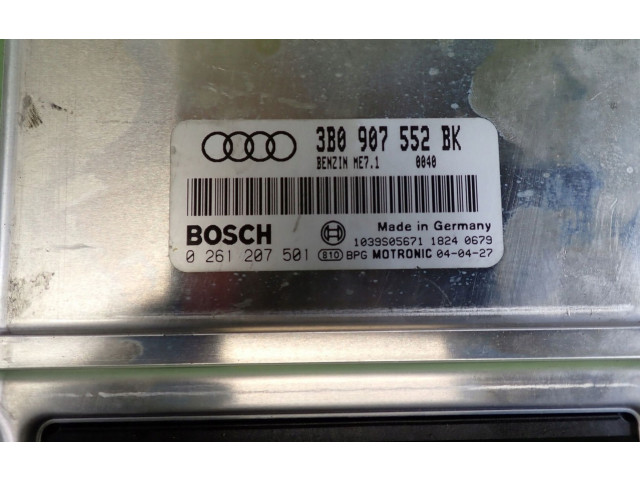 3B0 907 552 BK
BENZIN ME7.1 0040
BOSCH
Made in Germany
1039S05671 1824 0679
0 261 207 501 810 BPG MOTRONIC 04-04-27